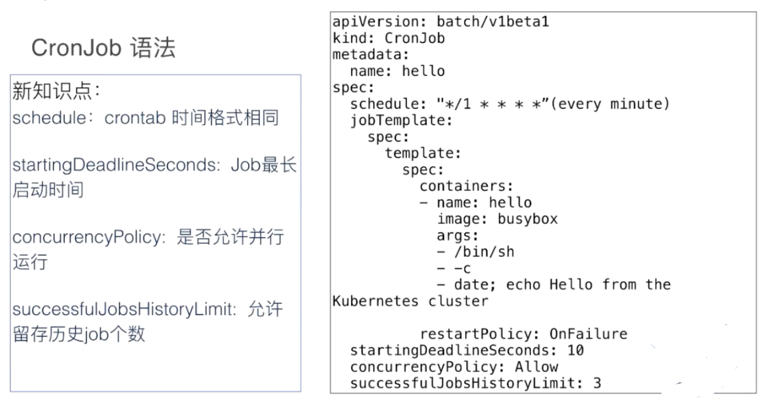 CronJob 语法
新知识点：
schedule：crontab 时间格式相同
startingDeadlineSeconds：Job最长
启动时间
concurrencyPolicy：是否允许并行
运行
successfulJobsHistoryLimit：允许
留存历史job个数
apiVersion: batch/v1beta1
kind: CronJob
metadata:
  name: hello
spec:
  schedule: "*/1 * * * *”(every minute)
  jobTemplate:
    spec:
      template:
        spec:
          containers:
          - name: hello
            image: busybox
            args:
            - /bin/sh
            - -c
            - date; echo Hello from the
Kubernetes cluster
          restartPolicy: OnFailure
  startingDeadlineSeconds: 10
  concurrencyPolicy: Allow
  successfulJobsHistoryLimit: 3